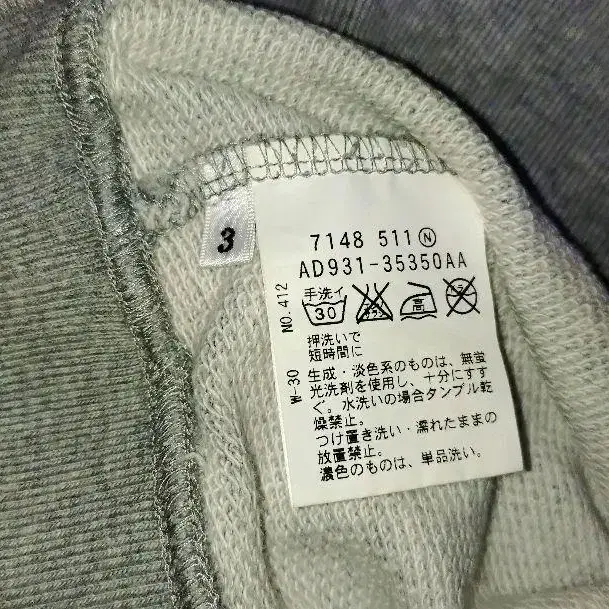 3
7148 511 Ⓝ
AD931-35350AA
NO.412
手洗イ
30
高
押洗いで
短時間に
W-30
生成・淡色系のものは、無蛍
光洗剤を使用し、十分にすす
ぐ。水洗いの場合タンブル乾
燥禁止。
つけ置き洗い・濡れたままの
放置禁止。
濃色のものは、単品洗い。